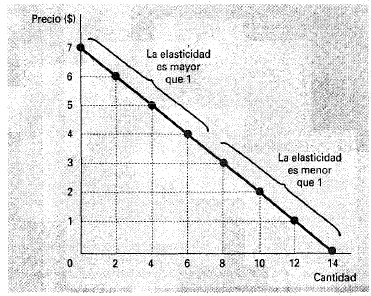 Precio ($)
7
6
5
4
3
2
1
La elasticidad
es mayor
que 1
La elasticidad
es menor
que 1
0 2 4 6 8 10 12 14
Cantidad